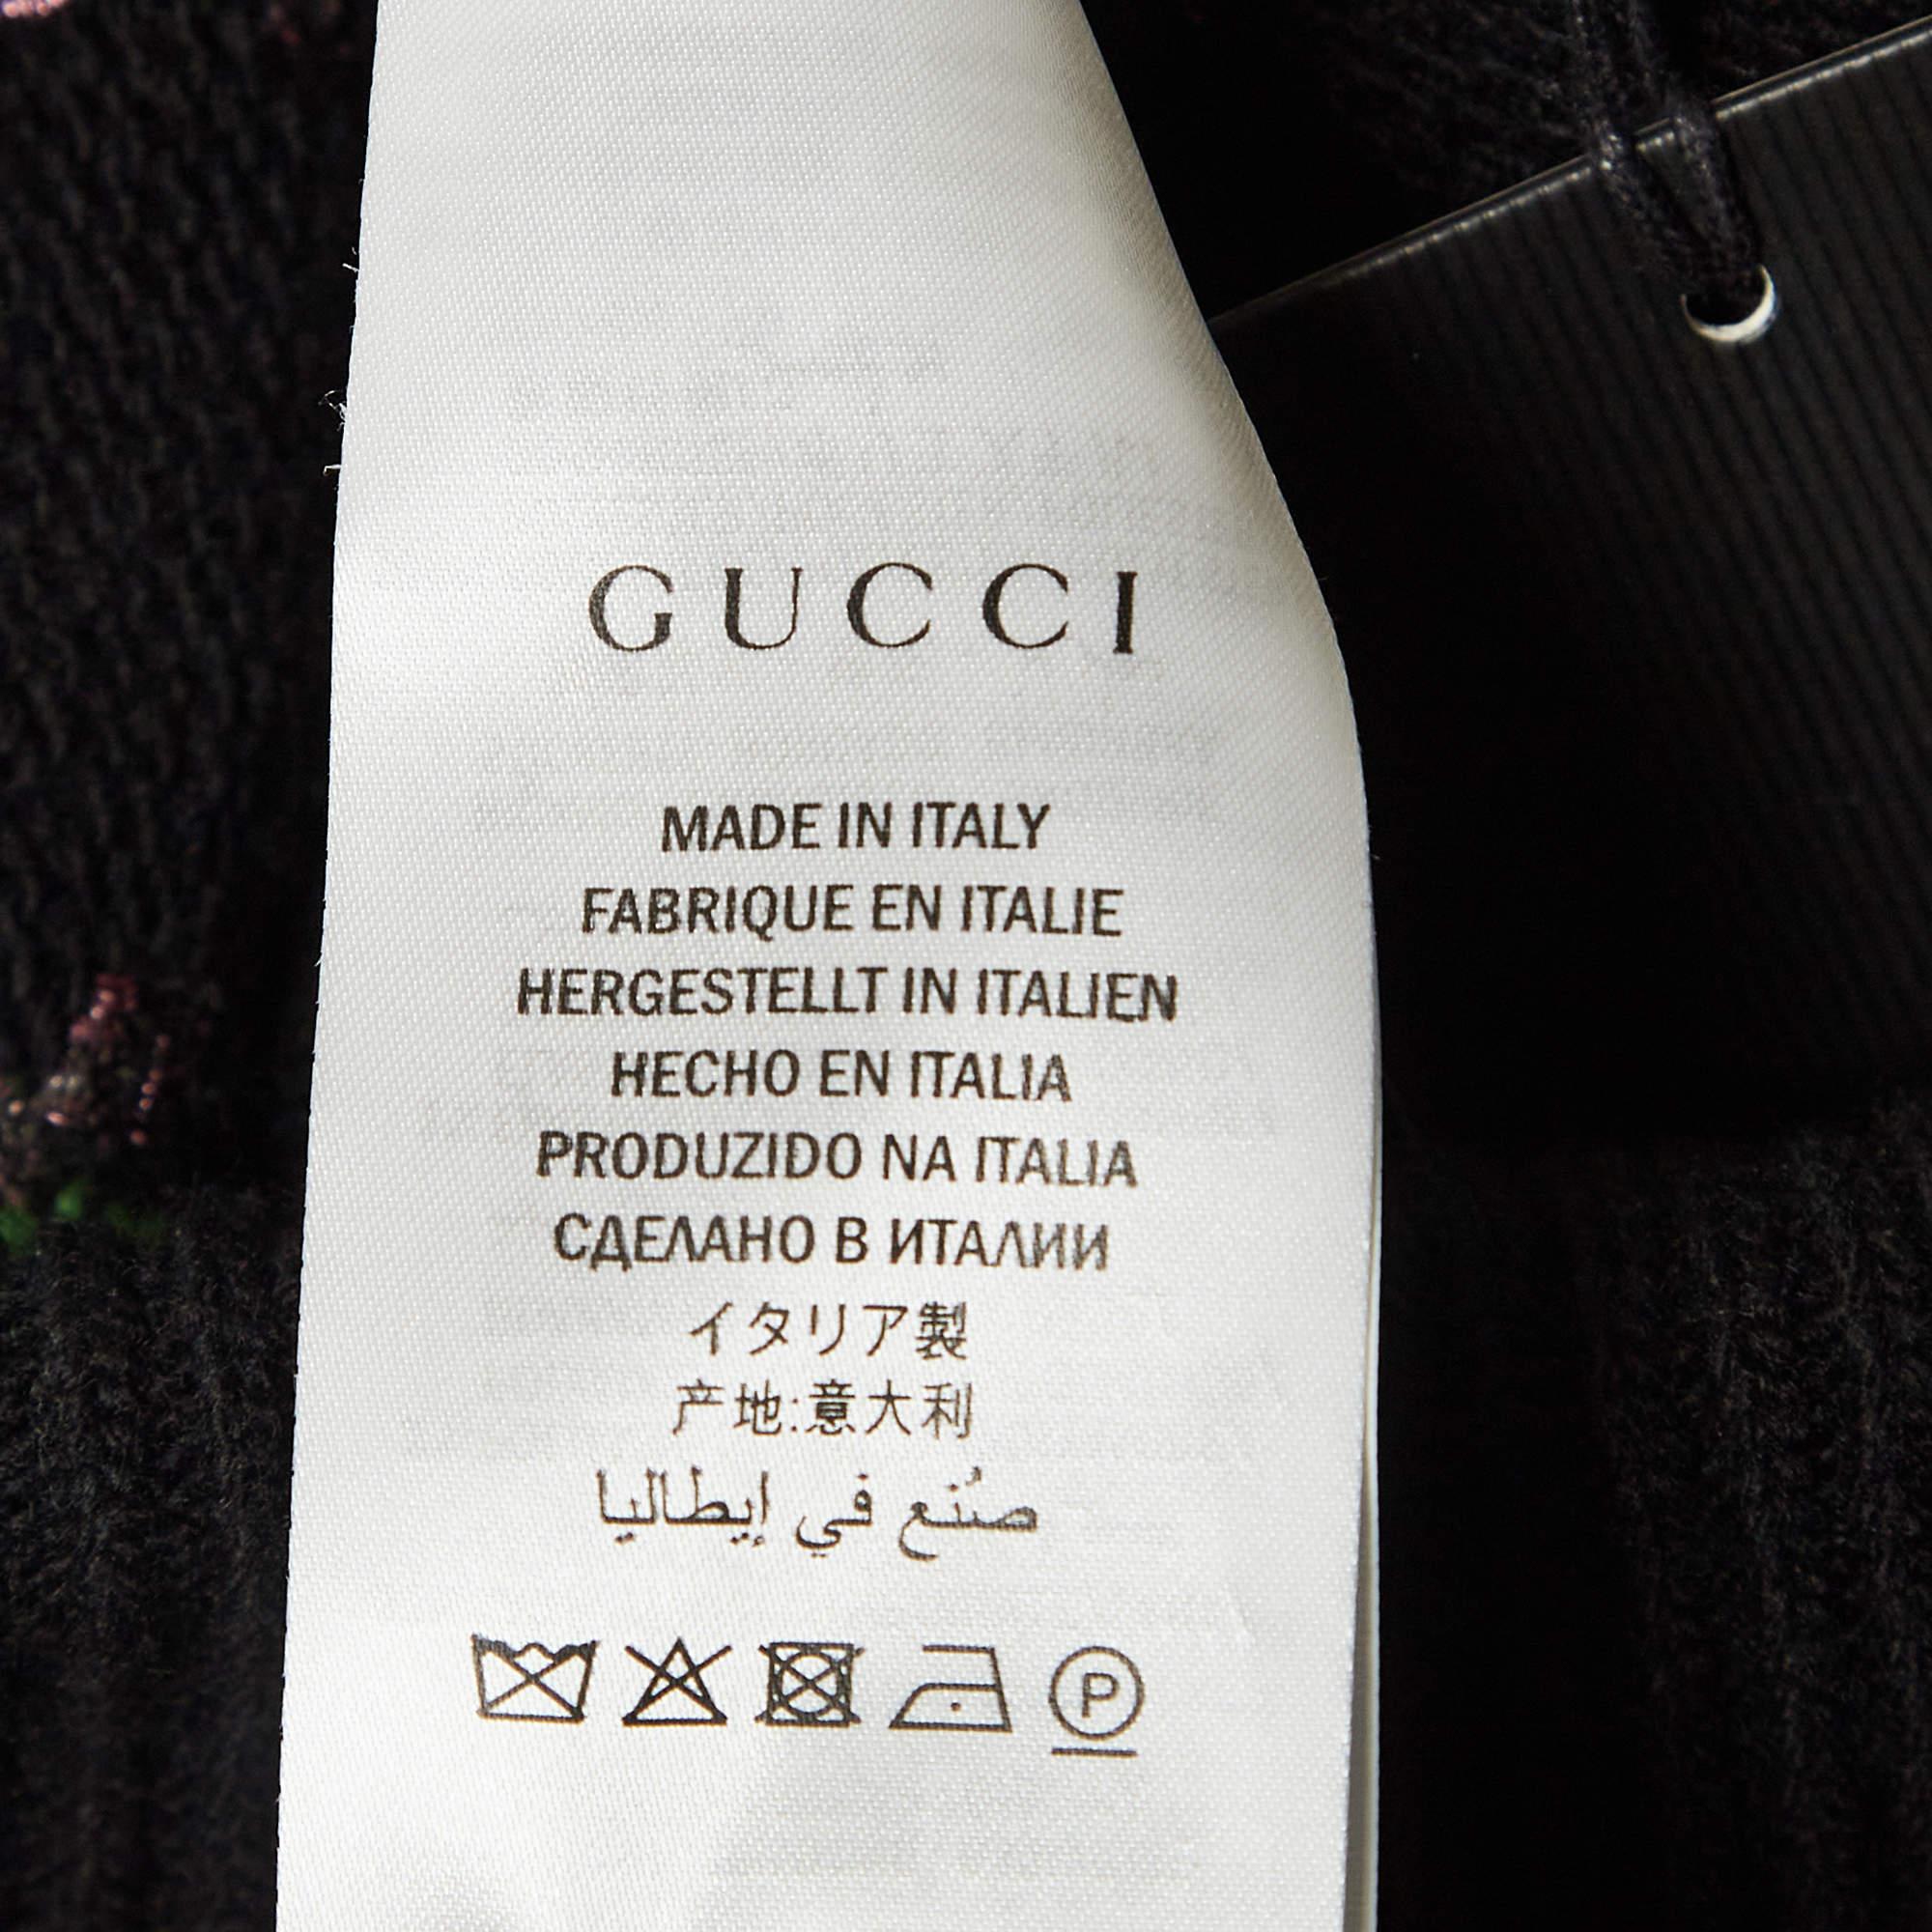 GUCCI
MADE IN ITALY
FABRIQUE EN ITALIE
HERGESTELLT IN ITALIEN
HECHO EN ITALIA
PRODUZIDO NA ITALIA
СДЕЛАНО В ИТАЛИИ
イタリア製
产地:意大利
صُنع في إيطاليا
P